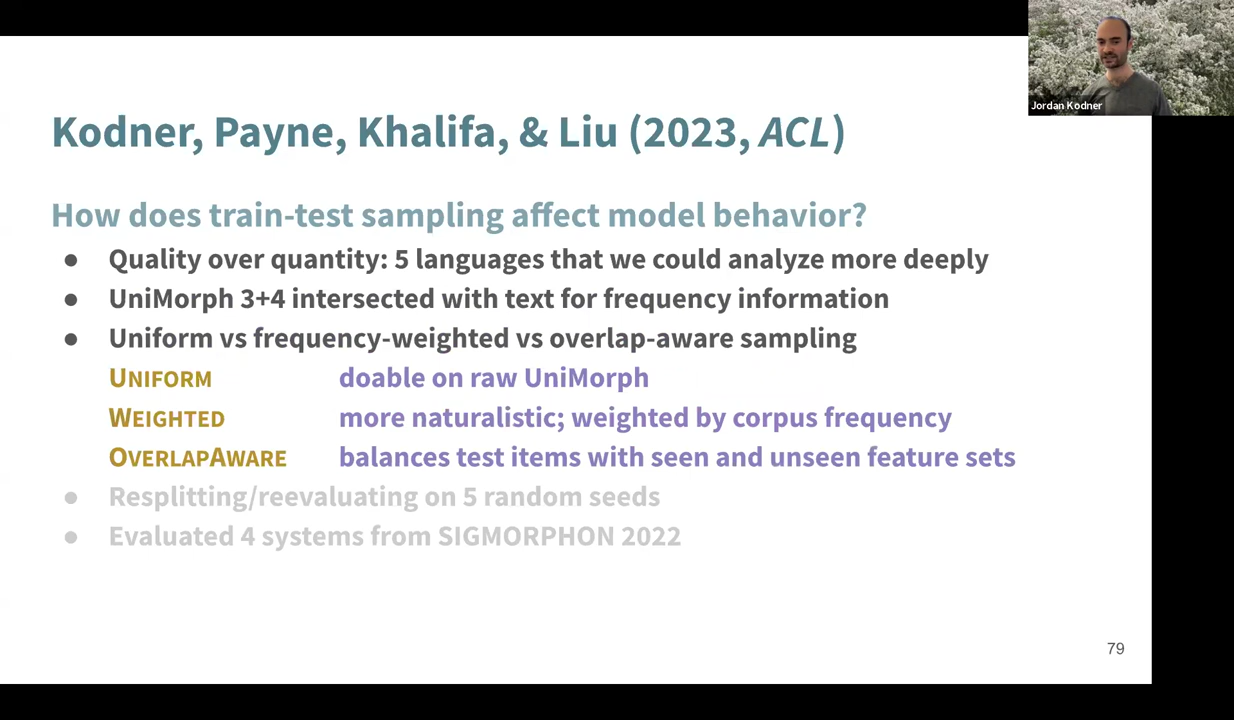 Jordan Kodner
Kodner, Payne, Khalifa, & Liu (2023, ACL)
How does train-test sampling affect model behavior?
● Quality over quantity: 5 languages that we could analyze more deeply
● UniMorph 3+4 intersected with text for frequency information
● Uniform vs frequency-weighted vs overlap-aware sampling
UNIFORM doable on raw UniMorph
WEIGHTED more naturalistic; weighted by corpus frequency
OVERLAPAWARE balances test items with seen and unseen feature sets
● Resplitting/reevaluating on 5 random seeds
● Evaluated 4 systems from SIGMORPHON 2022
79